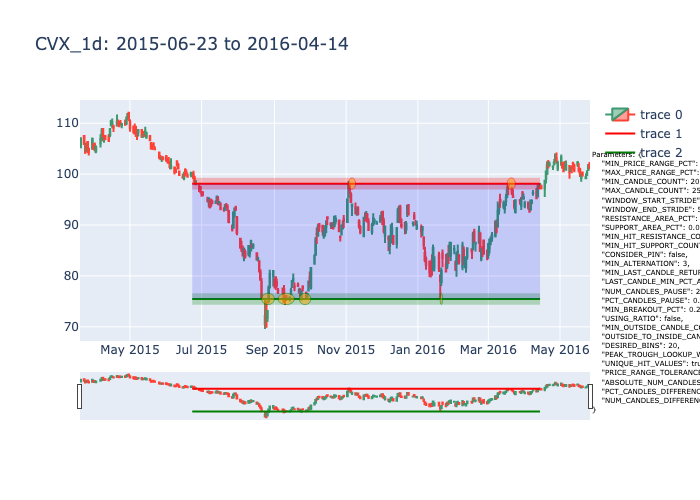 CVX_1d: 2015-06-23 to 2016-04-14
110
100
90
80
70
May 2015
Jul 2015
Sep 2015
Nov 2015
Jan 2016
Mar 2016
May 2016
trace 0
trace 1
trace 2
Parameters: {
"MIN_PRICE_RANGE_PCT":
"MAX_PRICE_RANGE_PCT":
"MIN_CANDLE_COUNT": 20
"MAX_CANDLE_COUNT": 25
"WINDOW_START_STRIDE"
"WINDOW_END_STRIDE": 5
"RESISTANCE_AREA_PCT":
"SUPPORT_AREA_PCT": 0.0
"MIN_HIT_RESISTANCE_CO
"MIN_HIT_SUPPORT_COUNT
"CONSIDER_PIN": false,
"MIN_ALTERNATION": 3,
"MIN_LAST_CANDLE_RETUR
"LAST_CANDLE_MIN_PCT_A
"NUM_CANDLES_PAUSE": 2
"PCT_CANDLES_PAUSE": 0.
"MIN_BREAKOUT_PCT": 0.2
"USING_RATIO": false,
"MIN_OUTSIDE_CANDLE_CO
"OUTSIDE_TO_INSIDE_CAN
"DESIRED_BINS": 20,
"PEAK_TROUGH_LOOKUP_W
"UNIQUE_HIT_VALUES": tru
"PRICE_RANGE_TOLERANC
"ABSOLUTE_NUM_CANDLES
"PCT_CANDLES_DIFFERENC
"NUM_CANDLES_DIFFEREN
}